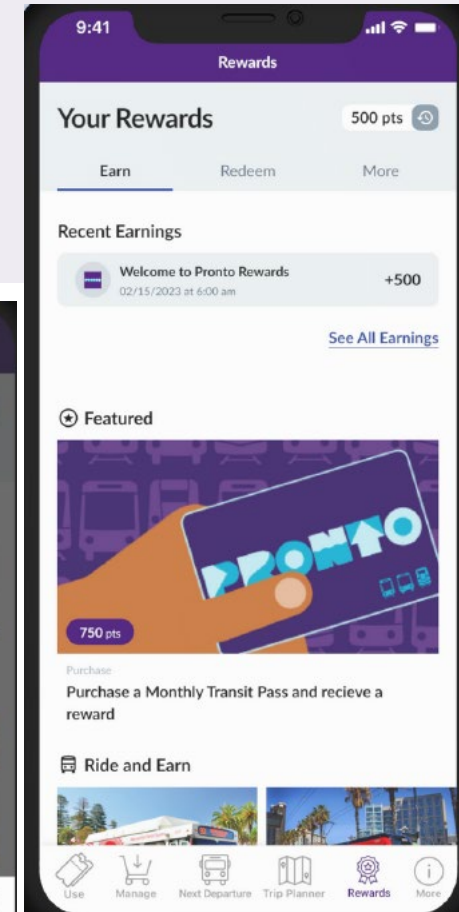 9:41
Rewards
Your Rewards
500 pts
Earn Redeem More
Recent Earnings
Welcome to Pronto Rewards
02/15/2023 at 6:00 am
+500
See All Earnings
Featured
PRONTO
750 pts
Purchase
Purchase a Monthly Transit Pass and recieve a
reward
Ride and Earn
Use Manage Next Departure Trip Planner Rewards More